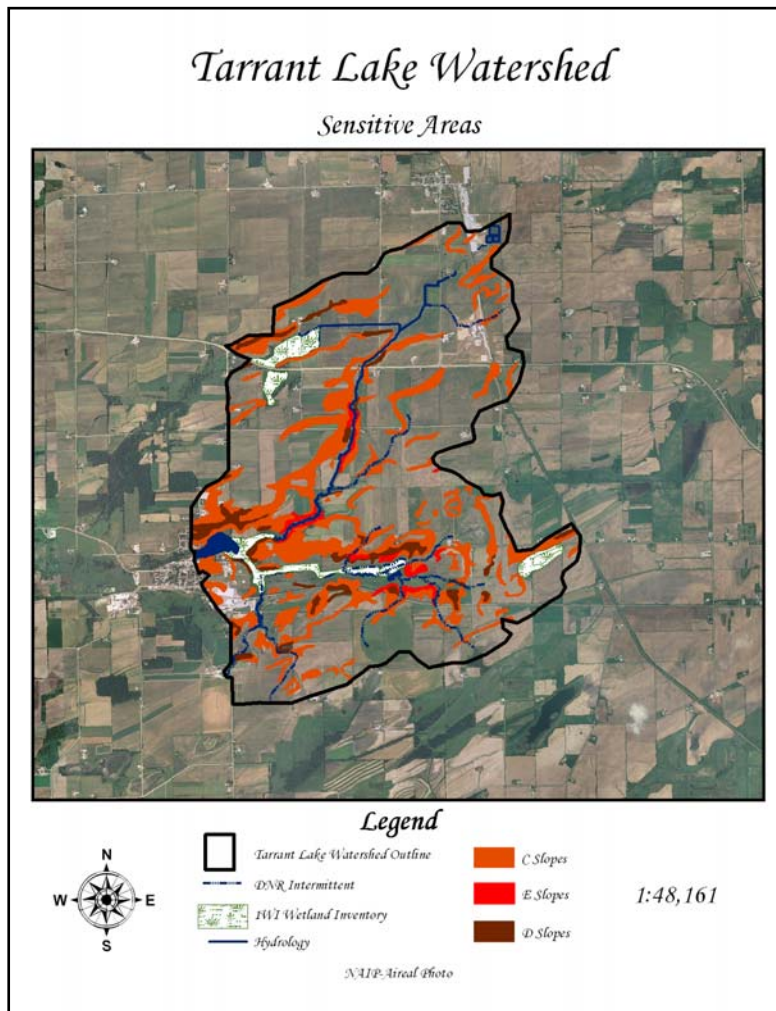 Tarrant Lake Watershed
Sensitive Areas
Legend
N
W E
S
Tarrant Lake Watershed Outline
DNR Intermittent
IWI Wetland Inventory
Hydrology
C Slopes
E Slopes
D Slopes
1:48,161
NAIP-Aireal Photo